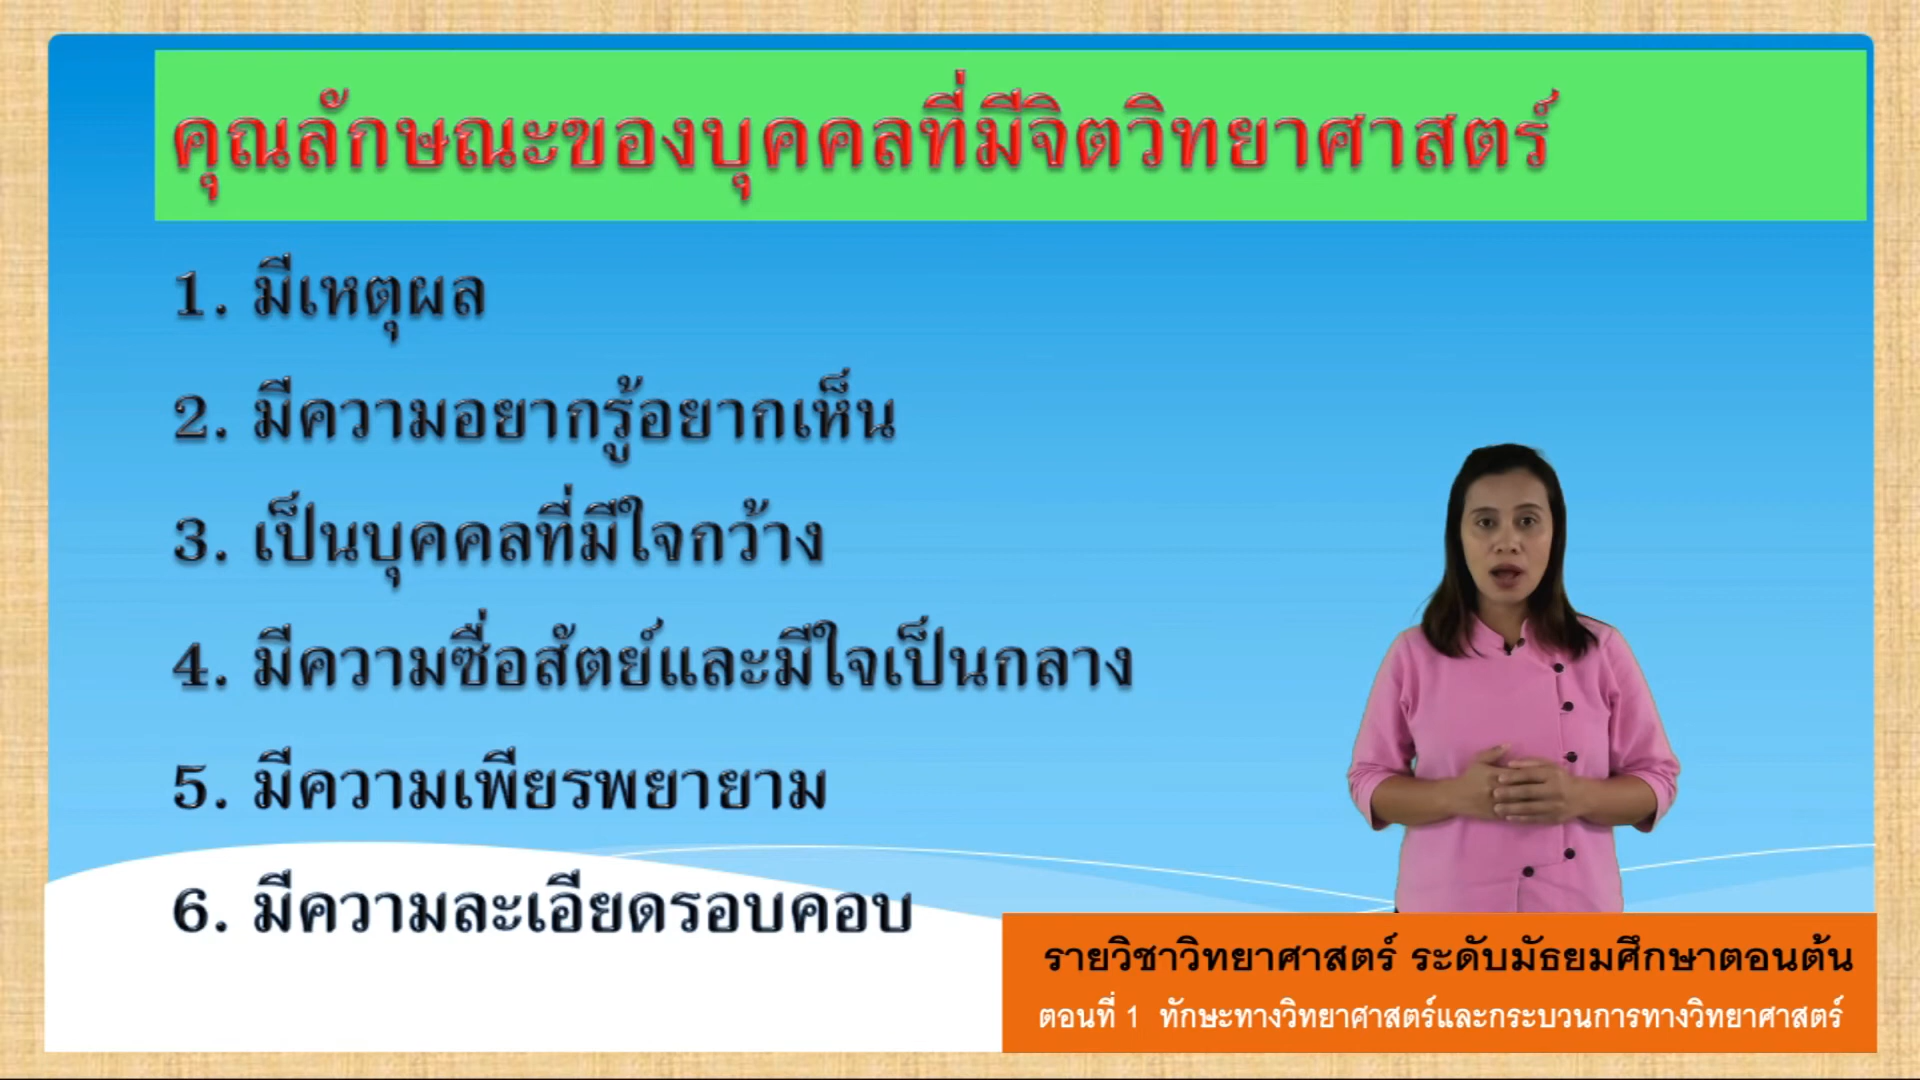 คุณลักษณะของบุคคลที่มีจิตวิทยาศาสตร์
1. มีเหตุผล
2. มีความอยากรู้อยากเห็น
3. เป็นบุคคลที่มีใจกว้าง
4. มีความซื่อสัตย์และมีใจเป็นกลาง
5. มีความเพียรพยายาม
6. มีความละเอียดรอบคอบ
รายวิชาวิทยาศาสตร์ ระดับมัธยมศึกษาตอนต้น
ตอนที่ 1 ทักษะทางวิทยาศาสตร์และกระบวนการทางวิทยาศาสตร์